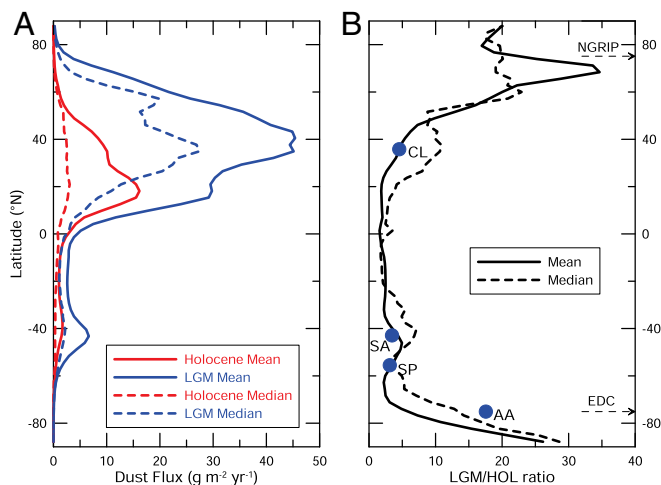 A
B
80
40
0
-40
-80
Latitude (°N)
Holocene Mean
LGM Mean
Holocene Median
LGM Median
0 10 20 30 40 50
Dust Flux (g m⁻² yr⁻¹)
NGRIP
CL
Mean
Median
SA
SP
EDC
AA
80
40
0
-40
-80
0 10 20 30 40
LGM/HOL ratio